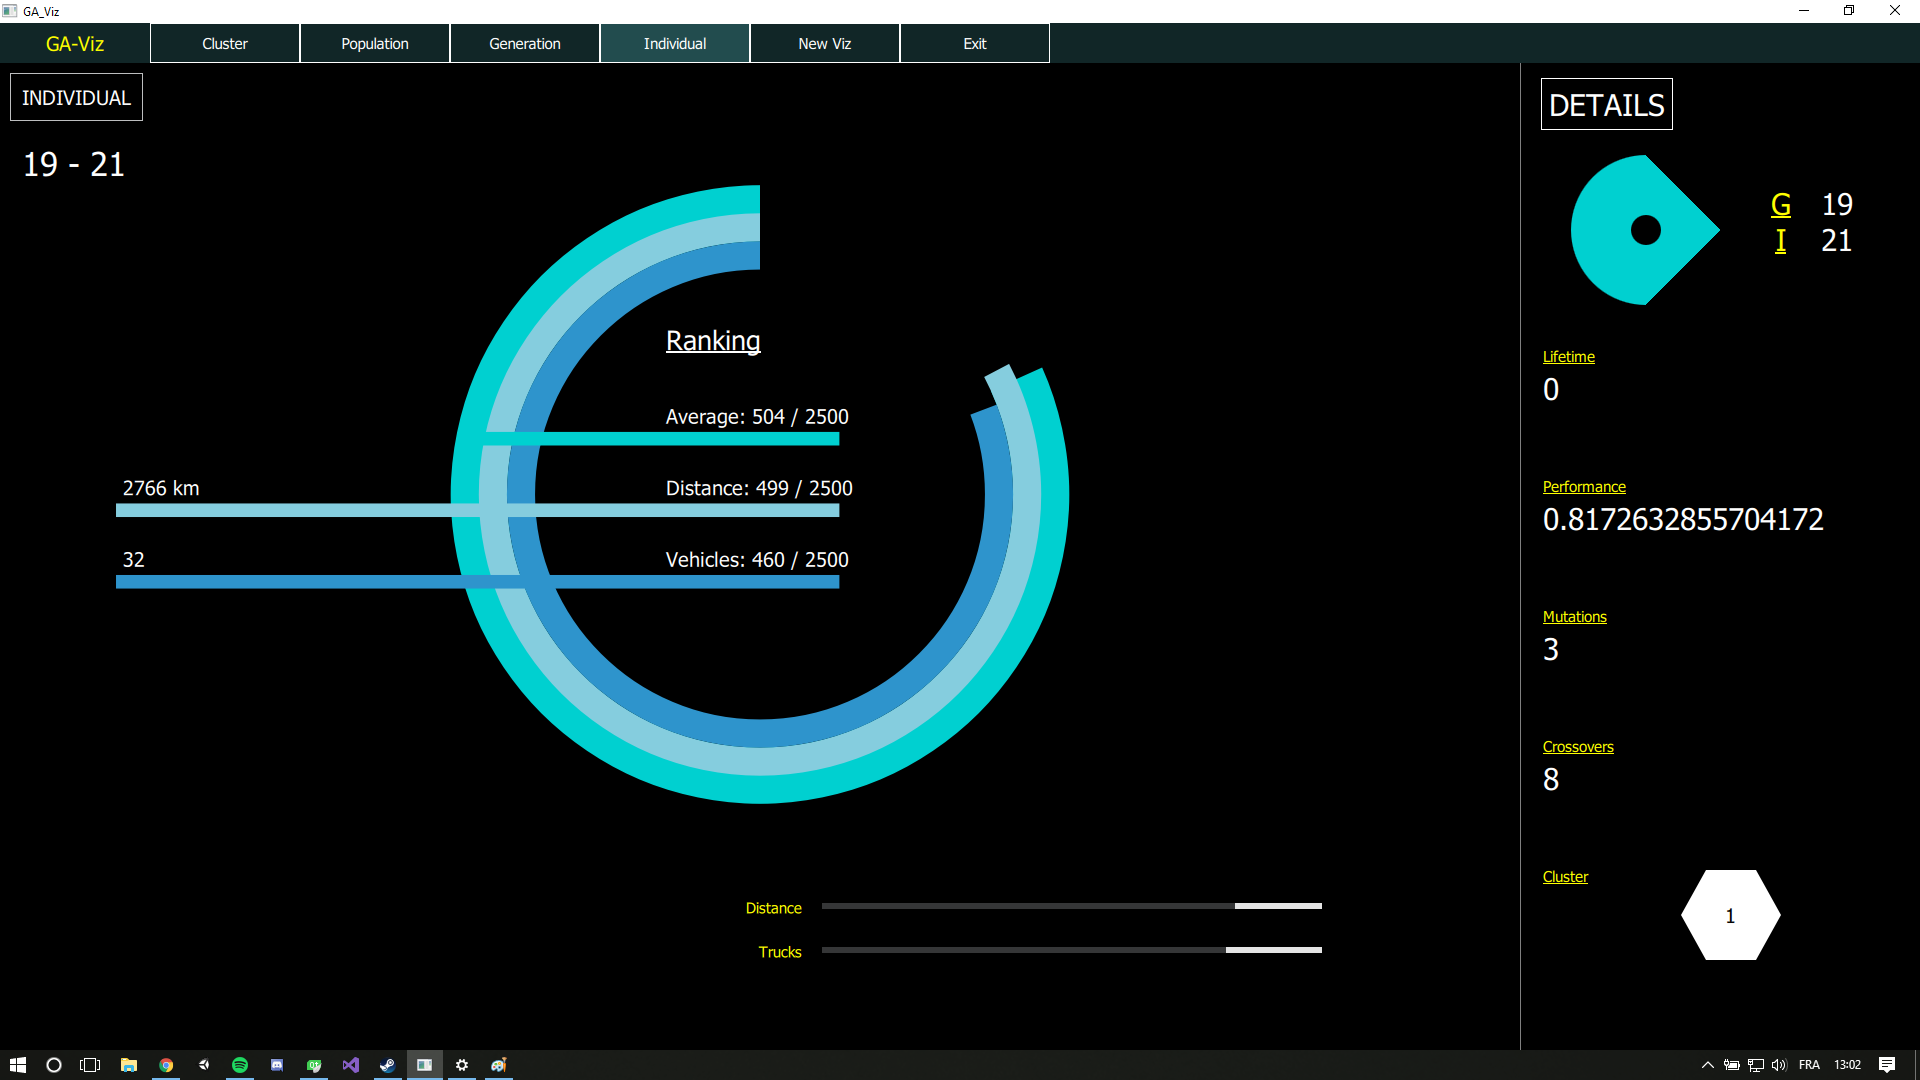 GA_Viz
GA-Viz
Cluster
Population
Generation
Individual
New Viz
Exit
INDIVIDUAL
19 - 21
Ranking
Average: 504 / 2500
2766 km
Distance: 499 / 2500
32
Vehicles: 460 / 2500
Distance
Trucks
DETAILS
G 19
I 21
Lifetime
0
Performance
0.8172632855704172
Mutations
3
Crossovers
8
Cluster
1
FRA
13:02